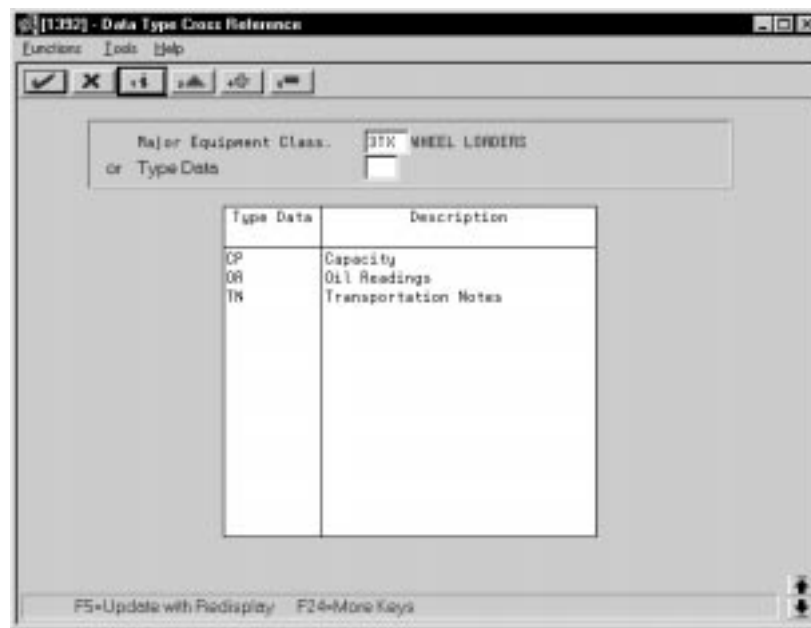 [1392] - Data Type Cross Reference
Functions Tools Help
Major Equipment Class. WHEEL LOADERS
or Type Data
Type Data Description
CP Capacity
OR Oil Readings
TN Transportation Notes
F5=Update with Redisplay F24=More Keys